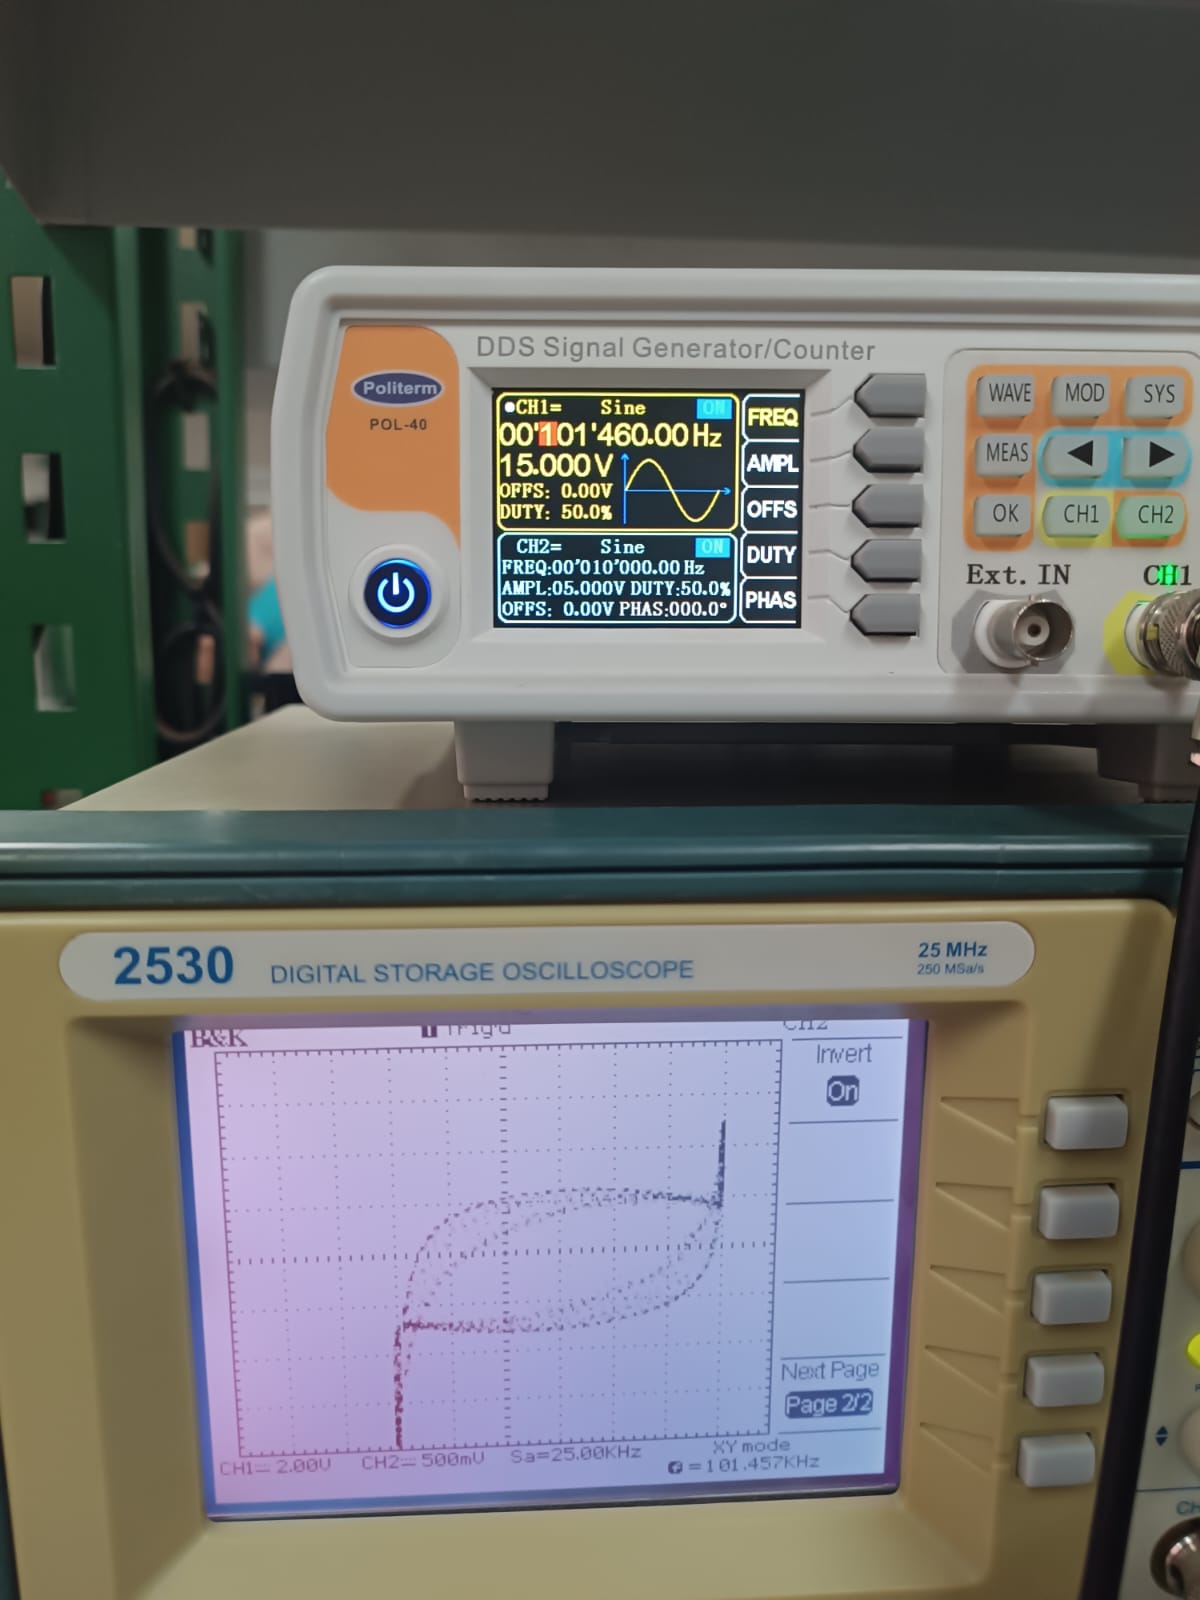 DDS Signal Generator/Counter
Politerm
POL-40
CH1= Sine ON
00'101'460.00 Hz
15.000 V
OFFS: 0.00V
DUTY: 50.0%
CH2= Sine ON
FREQ:00'010'000.00 Hz
AMPL:05.000V DUTY:50.0%
OFFS: 0.00V PHAS:000.0°
FREQ
AMPL
OFFS
DUTY
PHAS
WAVE MOD SYS
MEAS
OK CH1 CH2
Ext. IN CH1
2530 DIGITAL STORAGE OSCILLOSCOPE
25 MHz
250 MSa/s
B&K Trig'd CH2
Invert
On
Next Page
Page 2/2
CH1 2.00V CH2 500mV Sa=25.00KHz
XY mode
=101.457KHz